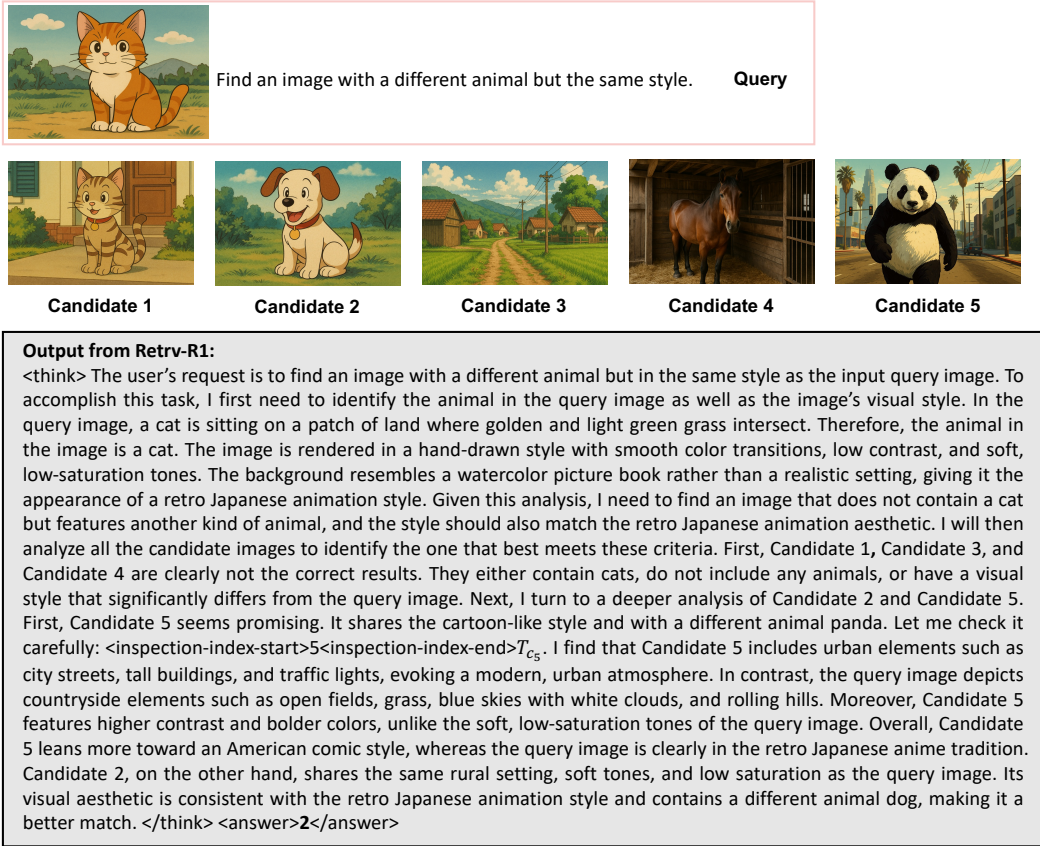 Find an image with a different animal but the same style. Query
Candidate 1 Candidate 2 Candidate 3 Candidate 4 Candidate 5
Output from Retrv-R1:
<think> The user's request is to find an image with a different animal but in the same style as the input query image. To
accomplish this task, I first need to identify the animal in the query image as well as the image's visual style. In the
query image, a cat is sitting on a patch of land where golden and light green grass intersect. Therefore, the animal in
the image is a cat. The image is rendered in a hand-drawn style with smooth color transitions, low contrast, and soft,
low-saturation tones. The background resembles a watercolor picture book rather than a realistic setting, giving it the
appearance of a retro Japanese animation style. Given this analysis, I need to find an image that does not contain a cat
but features another kind of animal, and the style should also match the retro Japanese animation aesthetic. I will then
analyze all the candidate images to identify the one that best meets these criteria. First, Candidate 1, Candidate 3, and
Candidate 4 are clearly not the correct results. They either contain cats, do not include any animals, or have a visual
style that significantly differs from the query image. Next, I turn to a deeper analysis of Candidate 2 and Candidate 5.
First, Candidate 5 seems promising. It shares the cartoon-like style and with a different animal panda. Let me check it
carefully: <inspection-index-start>5<inspection-index-end>T_{c_5}. I find that Candidate 5 includes urban elements such as
city streets, tall buildings, and traffic lights, evoking a modern, urban atmosphere. In contrast, the query image depicts
countryside elements such as open fields, grass, blue skies with white clouds, and rolling hills. Moreover, Candidate 5
features higher contrast and bolder colors, unlike the soft, low-saturation tones of the query image. Overall, Candidate
5 leans more toward an American comic style, whereas the query image is clearly in the retro Japanese anime tradition.
Candidate 2, on the other hand, shares the same rural setting, soft tones, and low saturation as the query image. Its
visual aesthetic is consistent with the retro Japanese animation style and contains a different animal dog, making it a
better match. </think> <answer>2</answer>